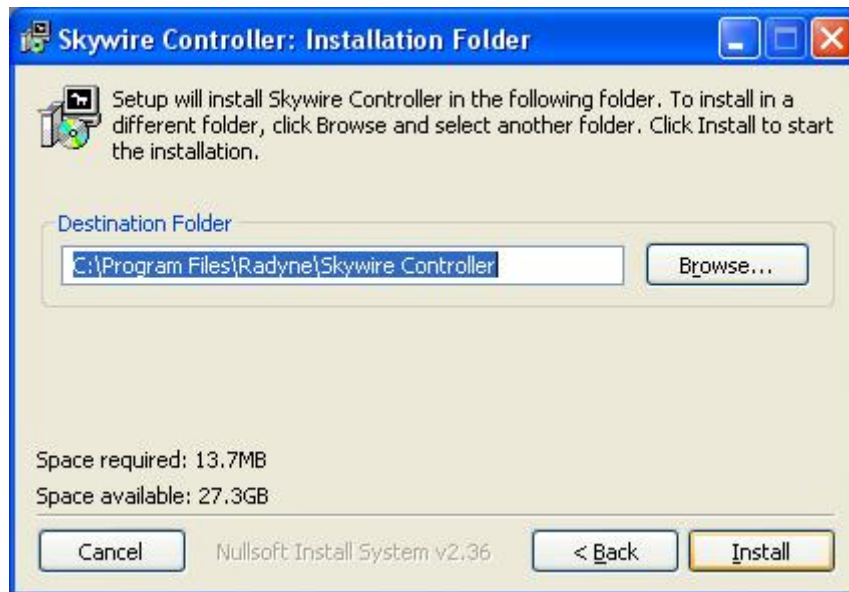 Skywire Controller: Installation Folder
Setup will install Skywire Controller in the following folder. To install in a
different folder, click Browse and select another folder. Click Install to start
the installation.
Destination Folder
C:\Program Files\Radyne\Skywire Controller
Browse...
Space required: 13.7MB
Space available: 27.3GB
Cancel
Nullsoft Install System v2.36
< Back
Install